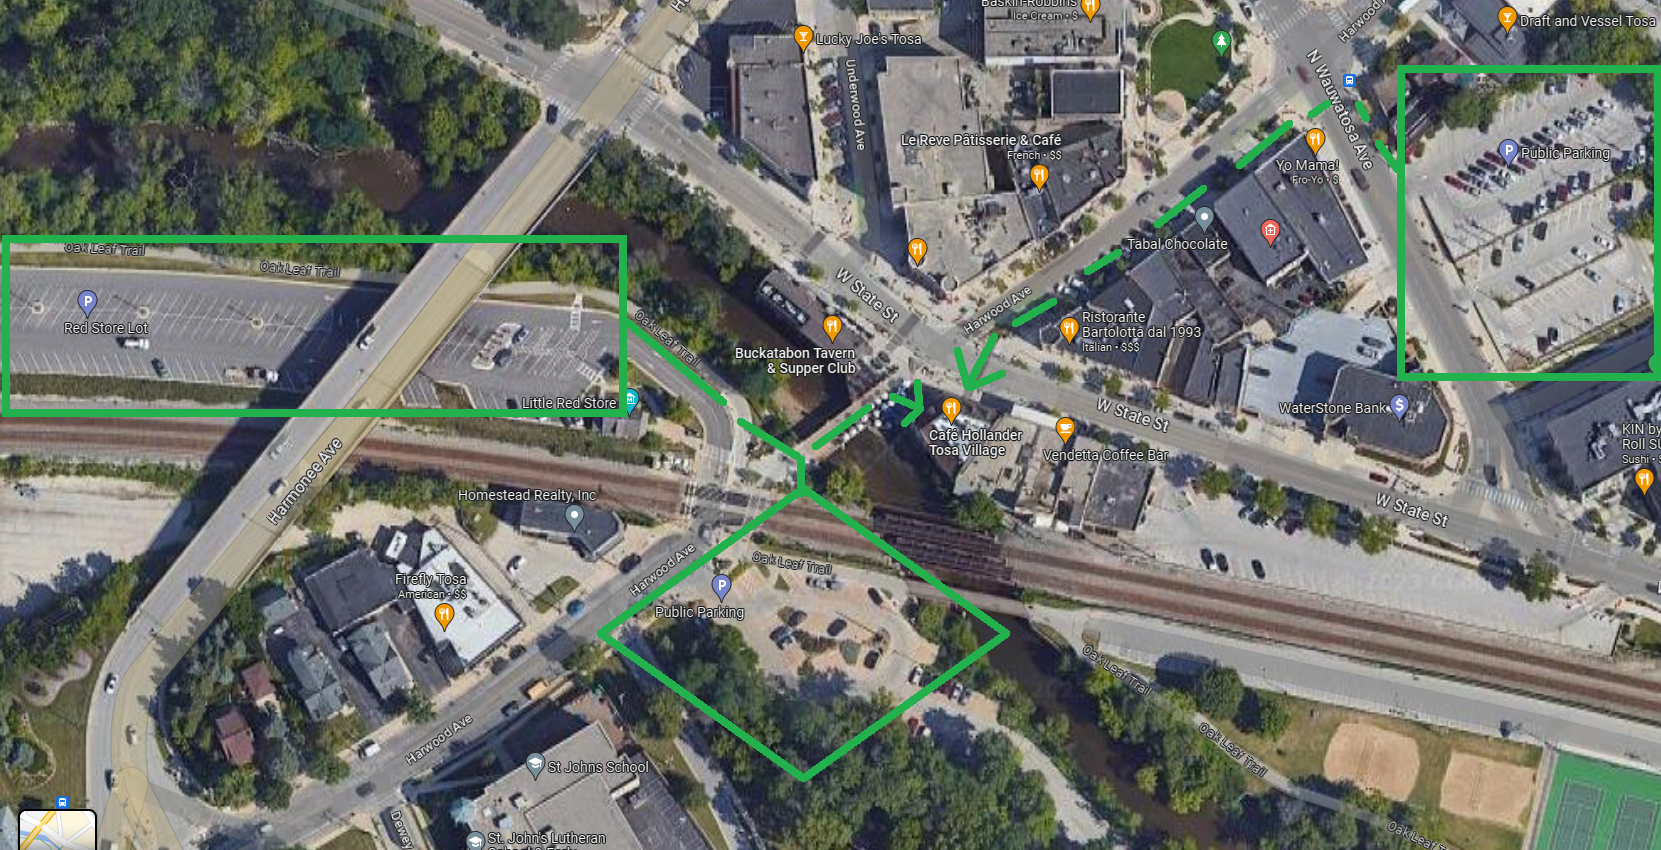 Baskin-Robbins
Ice Cream • $
Draft and Vessel Tosa
Lucky Joe's Tosa
Underwood Ave
N Wauwatosa Ave
Le Reve Pâtisserie & Café
French • $$
Public Parking
Yo Mama!
Fro-Yo • $
Tabal Chocolate
Oak Leaf Trail
Oak Leaf Trail
W State St
Harwood Ave
Red Store Lot
Oak Leaf Trail
Ristorante
Bartolotta dal 1993
Italian • $$$
Buckatabon Tavern
& Supper Club
Little Red Store
WaterStone Bank
W State St
Café Hollander
Tosa Village
Vendetta Coffee Bar
KIN by
Roll Su
Sushi •
Harmonee Ave
Homestead Realty, Inc
W State St
Oak Leaf Trail
Harwood Ave
Firefly Tosa
American • $$
Public Parking
Oak Leaf Trail
Oak Leaf Trail
Harwood Ave
St Johns School
Dewey
St. John's Lutheran
Oak Leaf T